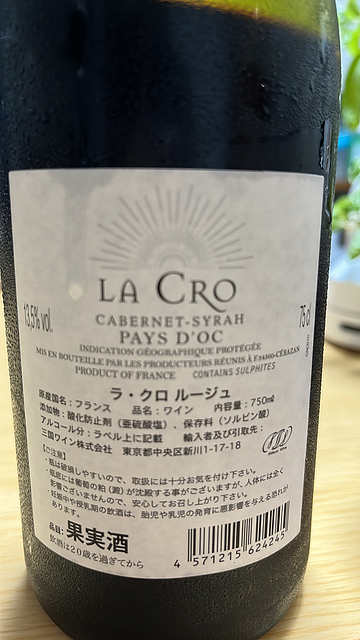 LA CRO
13,5% vol.
CABERNET-SYRAH
75 cl
PAYS D'OC
INDICATION GÉOGRAPHIQUE PROTÉGÉE
MIS EN BOUTEILLE PAR LES PRODUCTEURS RÉUNIS À F.34360-CÉBAZAN
PRODUCT OF FRANCE CONTAINS SULPHITES
ラ・クロ ルージュ
原産国名：フランス 品名：ワイン 内容量：750㎖
添加物：酸化防止剤（亜硫酸塩）、保存料（ソルビン酸）
アルコール分：ラベル上に記載 輸入者及び引取先：
三国ワイン株会社 東京都中央区新川1-17-18
【ご注意】
・瓶は破損しやすいので、取扱には十分お気を付け下さい。
・瓶底には葡萄の粕（澱）が沈殿する事がございますが、人体には全く
影響ございませんので、安心してお召し上がり下さい。
・妊娠中や授乳期の飲酒は、胎児や乳児の発育に悪影響を与える恐れが
あります。
品目：果実酒
飲酒は20歳を過ぎてから
4 571215 624245